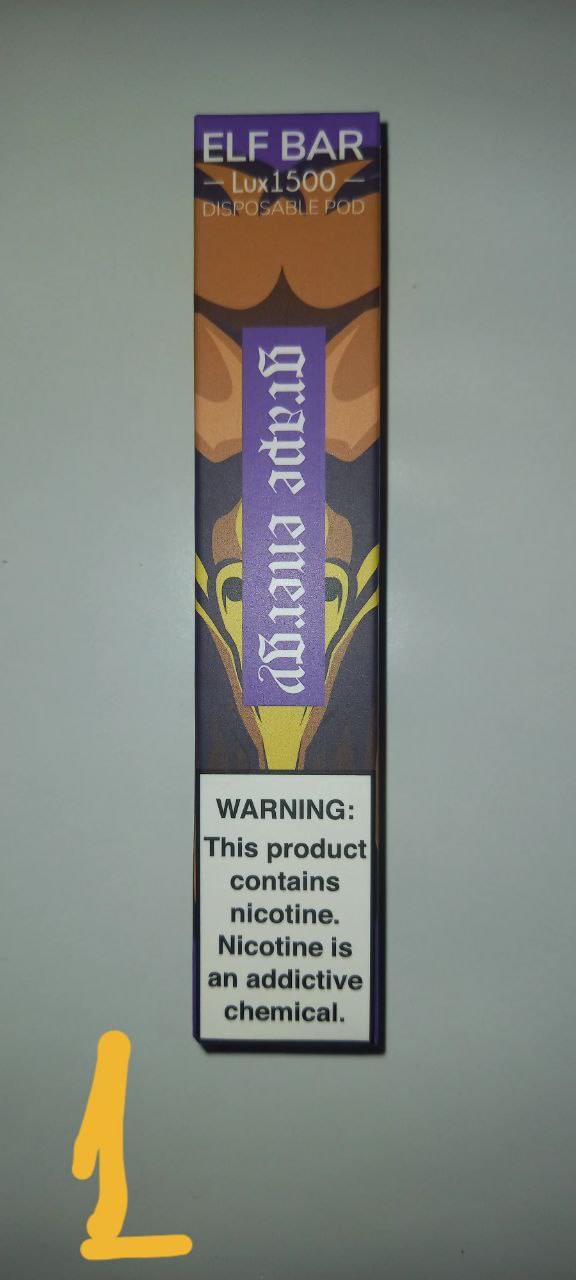 ELF BAR
Lux1500
DISPOSABLE POD
grape energy
WARNING:
This product
contains
nicotine.
Nicotine is
an addictive
chemical.
1